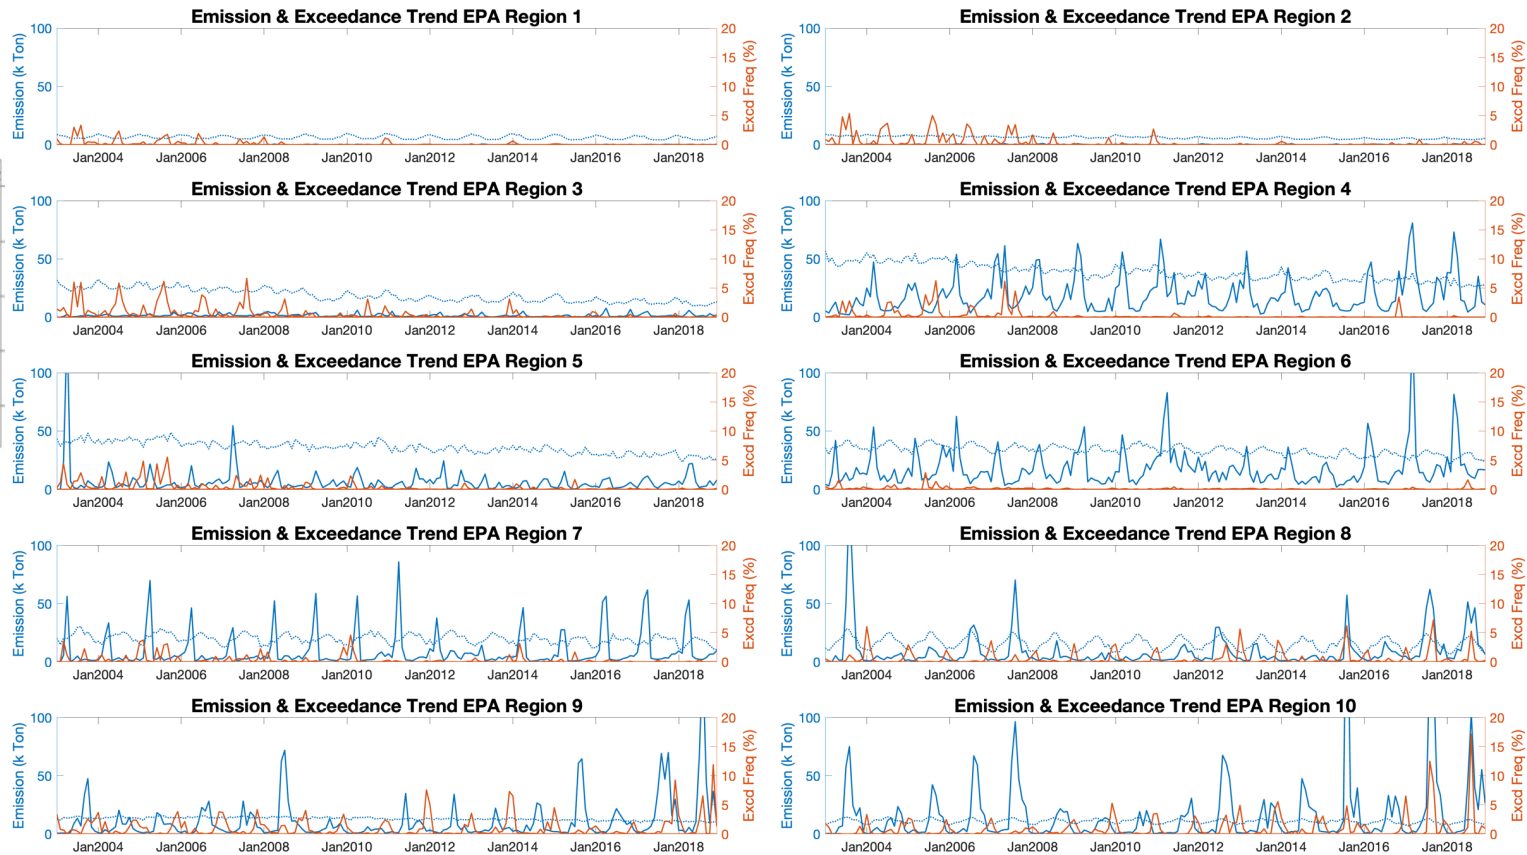 Emission & Exceedance Trend EPA Region 1
Emission (k Ton)
100
50
0
20
15
10
5
0
Excd Freq (%)
Jan2004 Jan2006 Jan2008 Jan2010 Jan2012 Jan2014 Jan2016 Jan2018
Emission & Exceedance Trend EPA Region 2
Emission (k Ton)
100
50
0
20
15
10
5
0
Excd Freq (%)
Jan2004 Jan2006 Jan2008 Jan2010 Jan2012 Jan2014 Jan2016 Jan2018
Emission & Exceedance Trend EPA Region 3
Emission (k Ton)
100
50
0
20
15
10
5
0
Excd Freq (%)
Jan2004 Jan2006 Jan2008 Jan2010 Jan2012 Jan2014 Jan2016 Jan2018
Emission & Exceedance Trend EPA Region 4
Emission (k Ton)
100
50
0
20
15
10
5
0
Excd Freq (%)
Jan2004 Jan2006 Jan2008 Jan2010 Jan2012 Jan2014 Jan2016 Jan2018
Emission & Exceedance Trend EPA Region 5
Emission (k Ton)
100
50
0
20
15
10
5
0
Excd Freq (%)
Jan2004 Jan2006 Jan2008 Jan2010 Jan2012 Jan2014 Jan2016 Jan2018
Emission & Exceedance Trend EPA Region 6
Emission (k Ton)
100
50
0
20
15
10
5
0
Excd Freq (%)
Jan2004 Jan2006 Jan2008 Jan2010 Jan2012 Jan2014 Jan2016 Jan2018
Emission & Exceedance Trend EPA Region 7
Emission (k Ton)
100
50
0
20
15
10
5
0
Excd Freq (%)
Jan2004 Jan2006 Jan2008 Jan2010 Jan2012 Jan2014 Jan2016 Jan2018
Emission & Exceedance Trend EPA Region 8
Emission (k Ton)
100
50
0
20
15
10
5
0
Excd Freq (%)
Jan2004 Jan2006 Jan2008 Jan2010 Jan2012 Jan2014 Jan2016 Jan2018
Emission & Exceedance Trend EPA Region 9
Emission (k Ton)
100
50
0
20
15
10
5
0
Excd Freq (%)
Jan2004 Jan2006 Jan2008 Jan2010 Jan2012 Jan2014 Jan2016 Jan2018
Emission & Exceedance Trend EPA Region 10
Emission (k Ton)
100
50
0
20
15
10
5
0
Excd Freq (%)
Jan2004 Jan2006 Jan2008 Jan2010 Jan2012 Jan2014 Jan2016 Jan2018